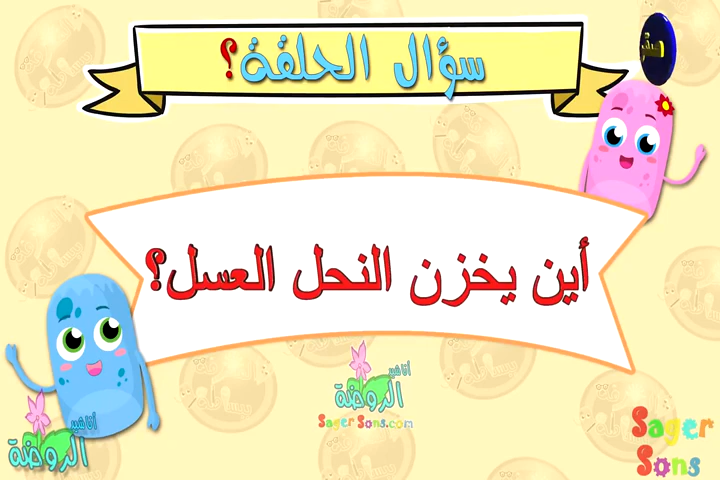 سؤال الحلقة؟
أين يخزن النحل العسل؟
أناشيد
الروضة
SagerSons.com
أناشيد
الروضة
Sager
Sons